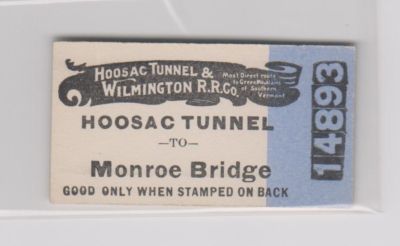 HOOSAC TUNNEL &
WILMINGTON R.R.CO.
Most Direct route
to Green Mountains
of Southern
Vermont
HOOSAC TUNNEL
—TO—
Monroe Bridge
GOOD ONLY WHEN STAMPED ON BACK
14893